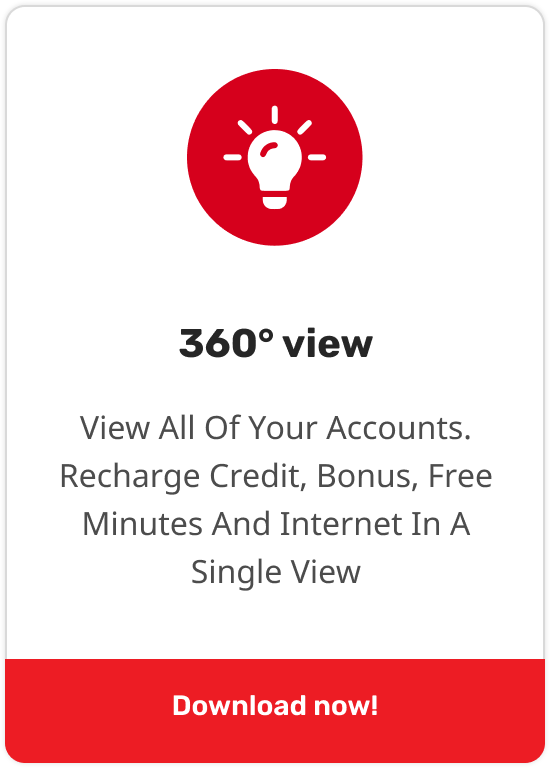 360° view
View All Of Your Accounts.
Recharge Credit, Bonus, Free
Minutes And Internet In A
Single View
Download now!